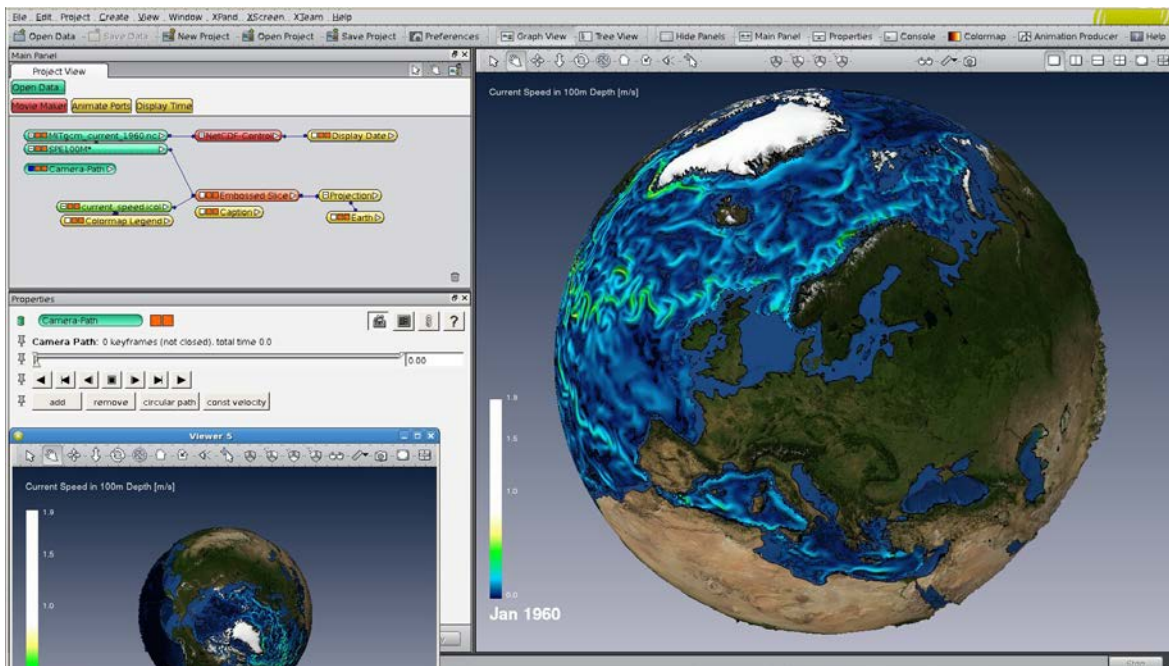 File Edit Project Create View Window XPand XScreen XTeam Help
Open Data Save Data New Project Open Project Save Project Preferences Graph View Tree View Hide Panels Main Panel Properties Console Colormap Animation Producer Help
Main Panel
Project View
Open Data
Movie Maker Animate Ports Display Time
MITgcm_current_1960.nc NetCDF Control Display Date
SPE100M*
Camera-Path
Embossed Slice Projection
current_speed.icol Caption Earth
Colormap Legend
Properties
Camera-Path ?
Camera Path: 0 keyframes (not closed), total time 0.0
0.00
add remove circular path const velocity
Viewer 5
Current Speed in 100m Depth [m/s]
1.9
1.5
1.0
Current Speed in 100m Depth [m/s]
1.9
1.5
1.0
0.0
Jan 1960
Stop